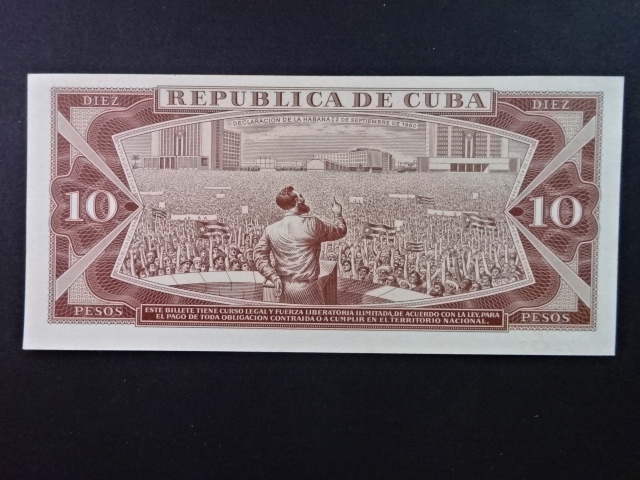 DIEZ
REPUBLICA DE CUBA
DIEZ
DECLARACION DE LA HABANA, 2 DE SEPTIEMBRE DE 1960
10
10
PESOS
ESTE BILLETE TIENE CURSO LEGAL Y FUERZA LIBERATORIA ILIMITADA, DE ACUERDO CON LA LEY, PARA
EL PAGO DE TODA OBLIGACION CONTRAIDA O A CUMPLIR EN EL TERRITORIO NACIONAL.
PESOS